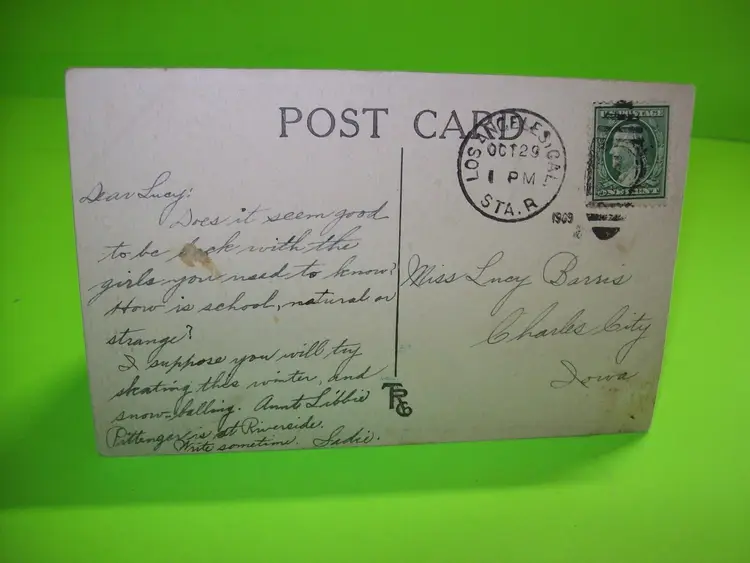 POST CARD
LOS ANGELES, CAL.
OCT 29
1 PM
STA. R
1909
Dear Lucy:
Does it seem good
to be back with the
girls you used to know?
How is school, natural or
strange?
I suppose you will try
skating this winter, and
snow-balling. Aunt Libbie
Pittenger is at Riverside.
Write sometime. Sadie.
Miss Lucy Barris
Charles City
Iowa